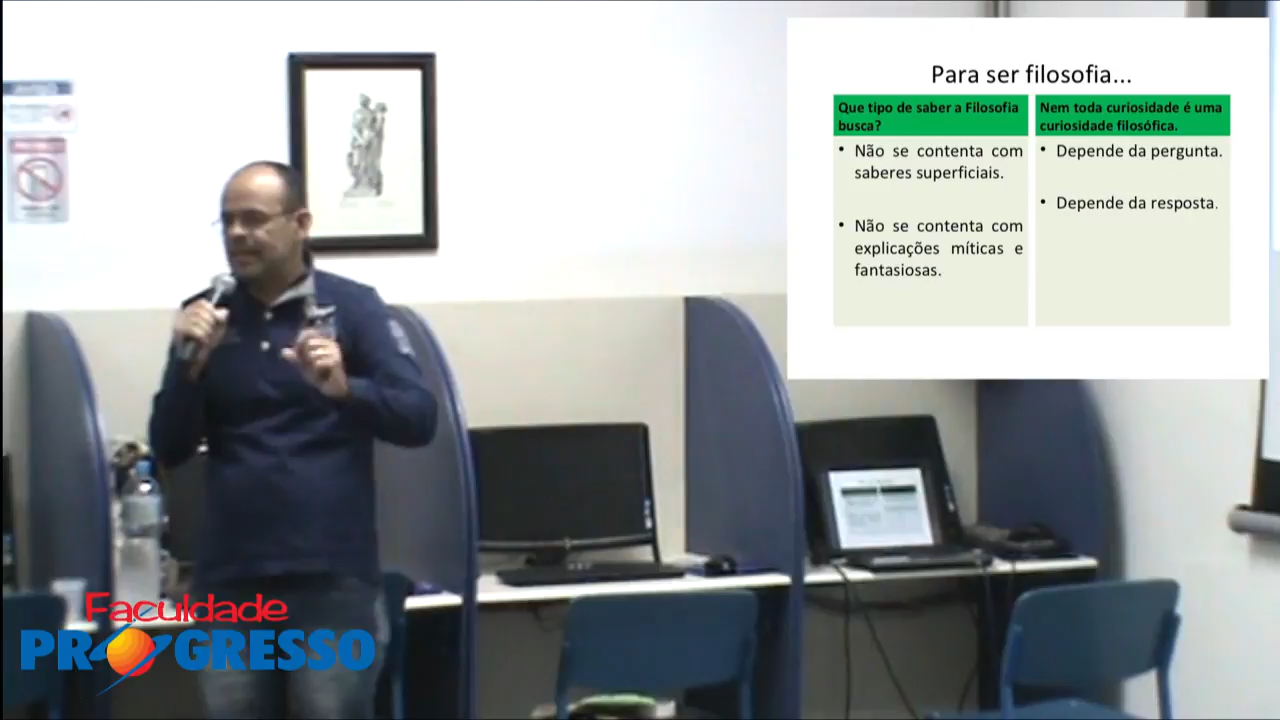 Para ser filosofia...
Que tipo de saber a Filosofia
busca?
• Não se contenta com
saberes superficiais.
• Não se contenta com
explicações míticas e
fantasiosas.
Nem toda curiosidade é uma
curiosidade filosófica.
• Depende da pergunta.
• Depende da resposta.
Faculdade
PROGRESSO